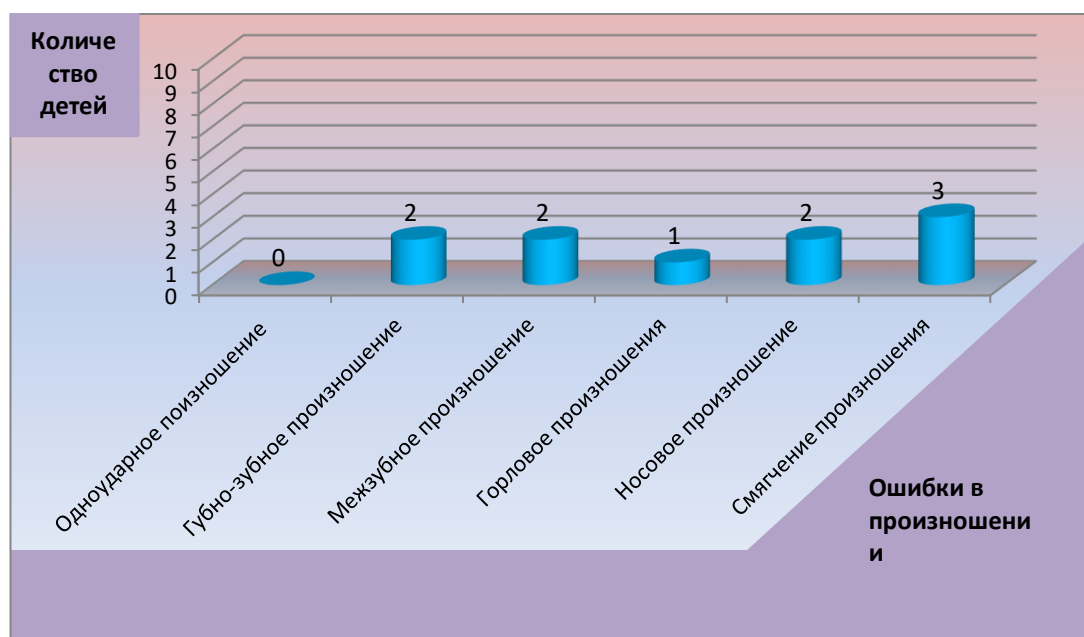 Количе
ство
детей
10
9
8
7
6
5
4
3
2
1
0
0
2
2
1
2
3
Одноударное поизношение
Губно-зубное произношение
Межзубное произношение
Горловое произношения
Носовое произношение
Смягчение произношения
Ошибки в
произношени
и